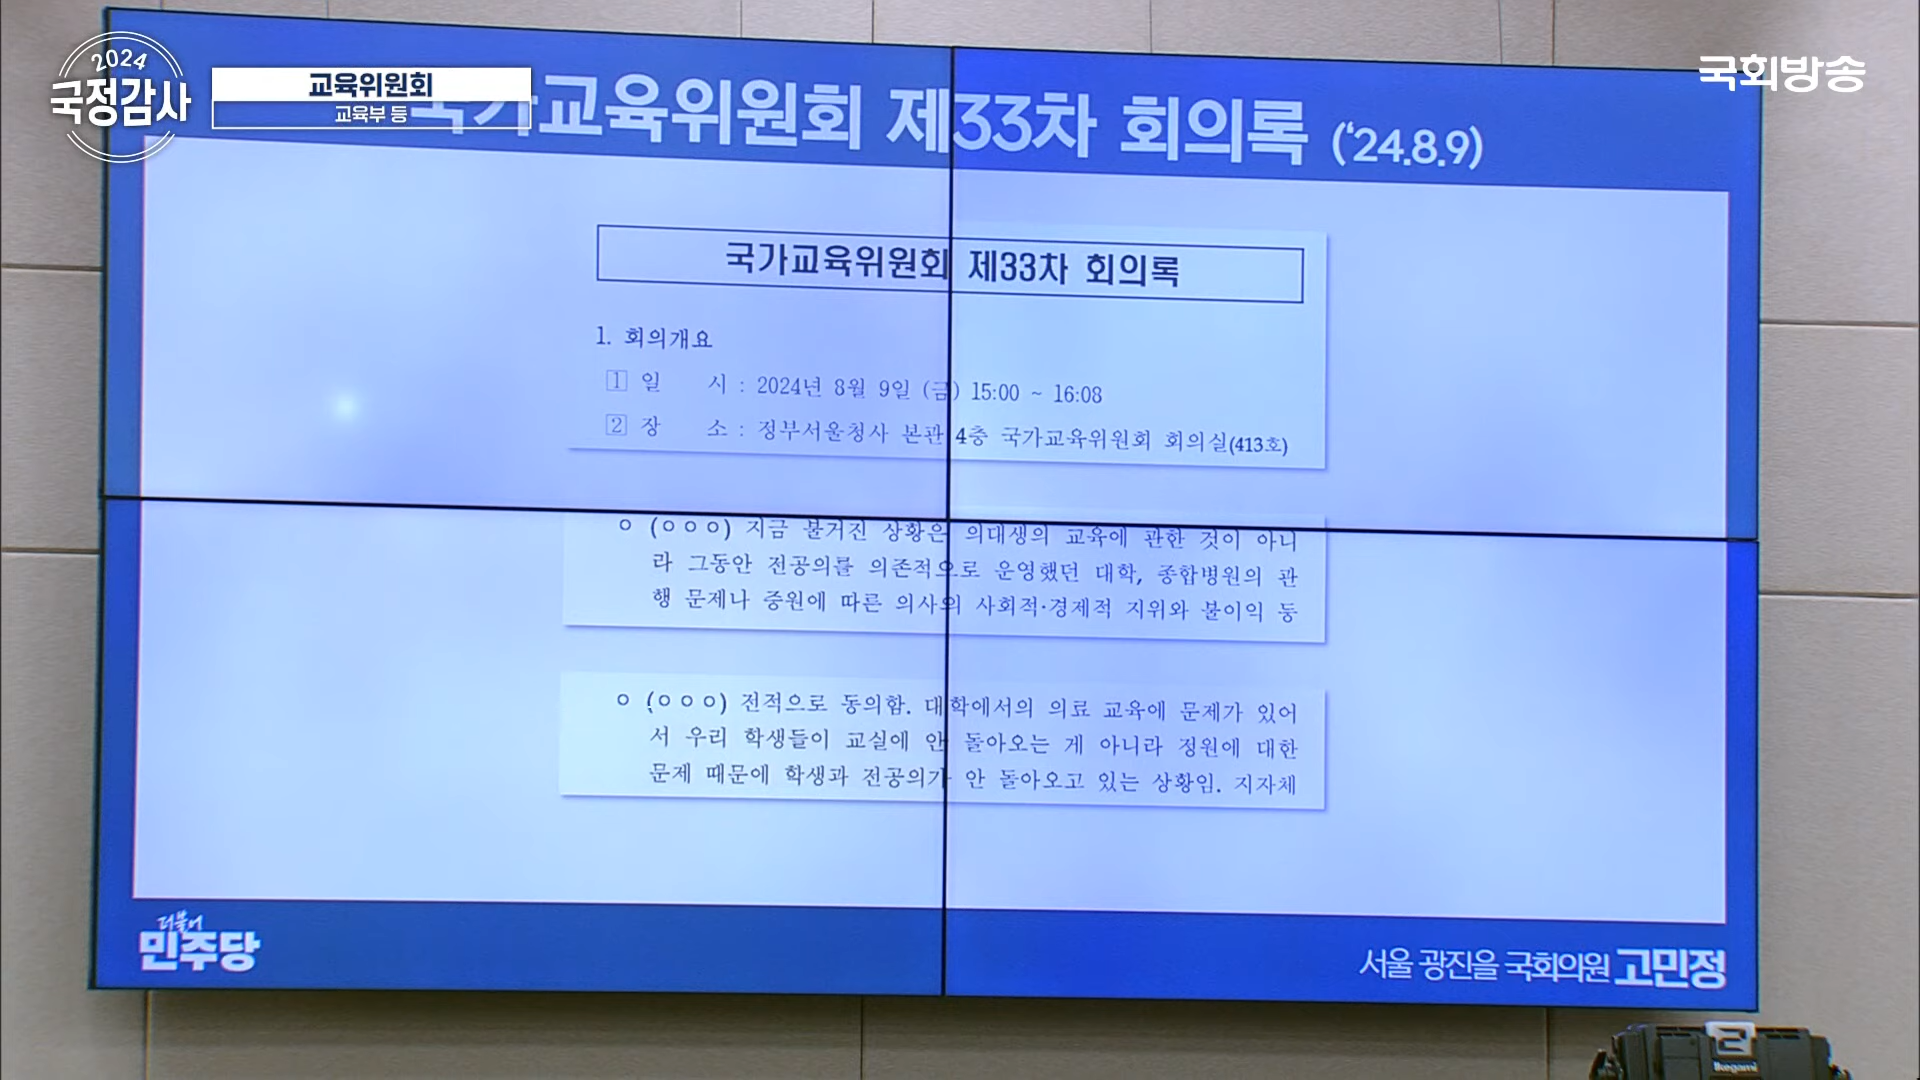 2024
국정감사
교육위원회
교육부 등
국회방송
국가교육위원회 제33차 회의록 (‘24.8.9)
국가교육위원회 제33차 회의록
1. 회의개요
1 일 시 : 2024년 8월 9일 (금) 15:00 ~ 16:08
2 장 소 : 정부서울청사 본관 4층 국가교육위원회 회의실(413호)
ㅇ (ㅇㅇㅇ) 지금 불거진 상황은 의대생의 교육에 관한 것이 아니
라 그동안 전공의를 의존적으로 운영했던 대학, 종합병원의 관
행 문제나 증원에 따른 의사의 사회적·경제적 지위와 불이익 등
ㅇ (ㅇㅇㅇ) 전적으로 동의함. 대학에서의 의료 교육에 문제가 있어
서 우리 학생들이 교실에 안 돌아오는 게 아니라 정원에 대한
문제 때문에 학생과 전공의가 안 돌아오고 있는 상황임. 지자체
더불어
민주당
서울 광진을 국회의원 고민정
2
Ikegami